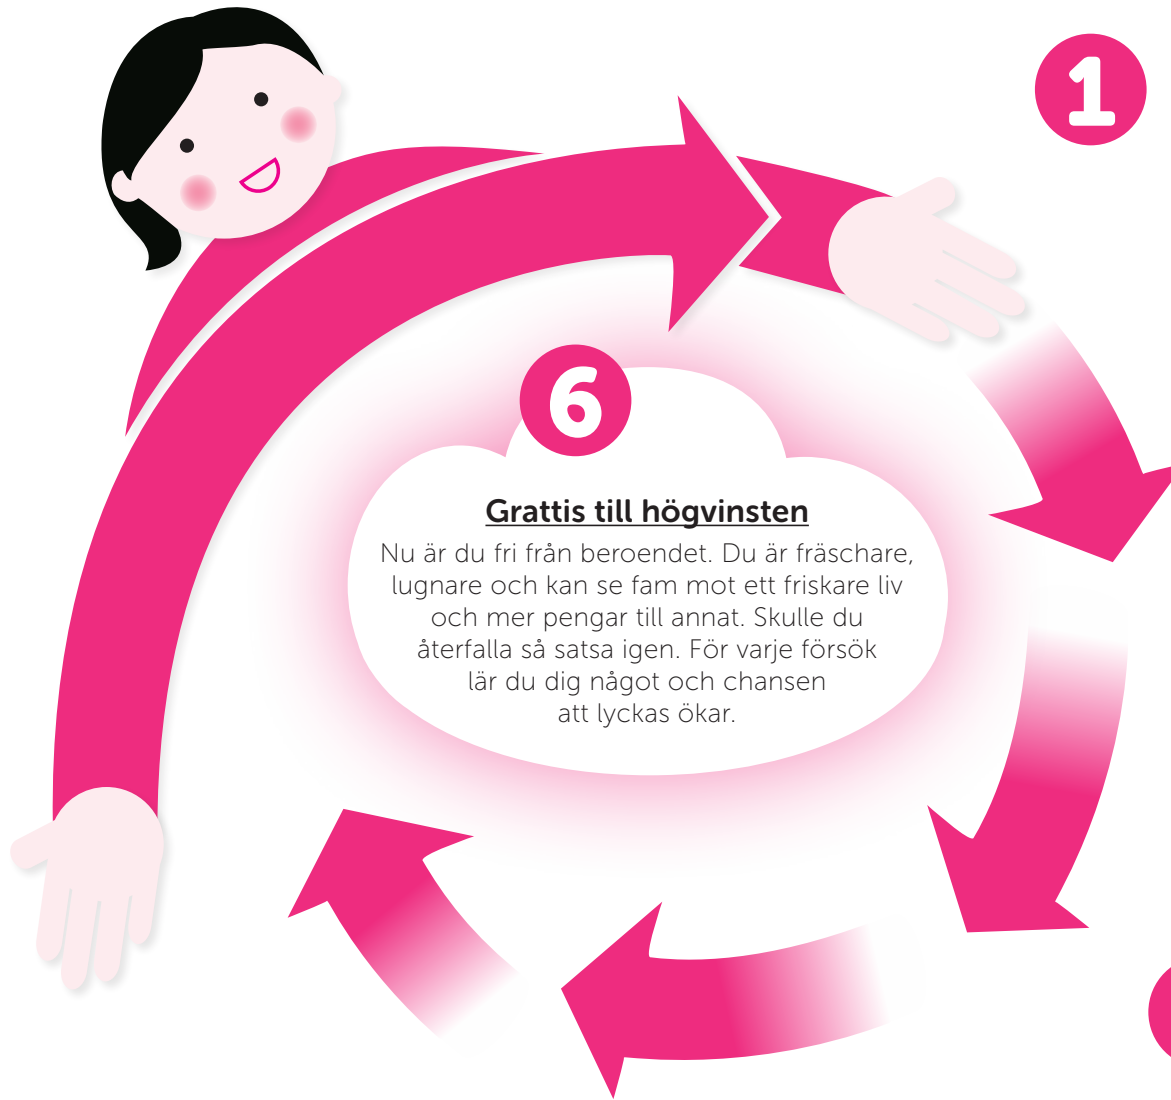 1
6
Grattis till högvinsten
Nu är du fri från beroendet. Du är fräschare,
lugnare och kan se fam mot ett friskare liv
och mer pengar till annat. Skulle du
återfalla så satsa igen. För varje försök
lär du dig något och chansen
att lyckas ökar.